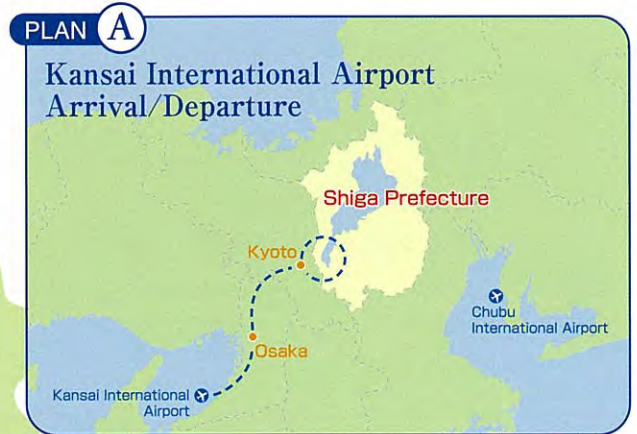 PLAN A
Kansai International Airport
Arrival/Departure
Shiga Prefecture
Kyoto
Chubu
International Airport
Osaka
Kansai International
Airport